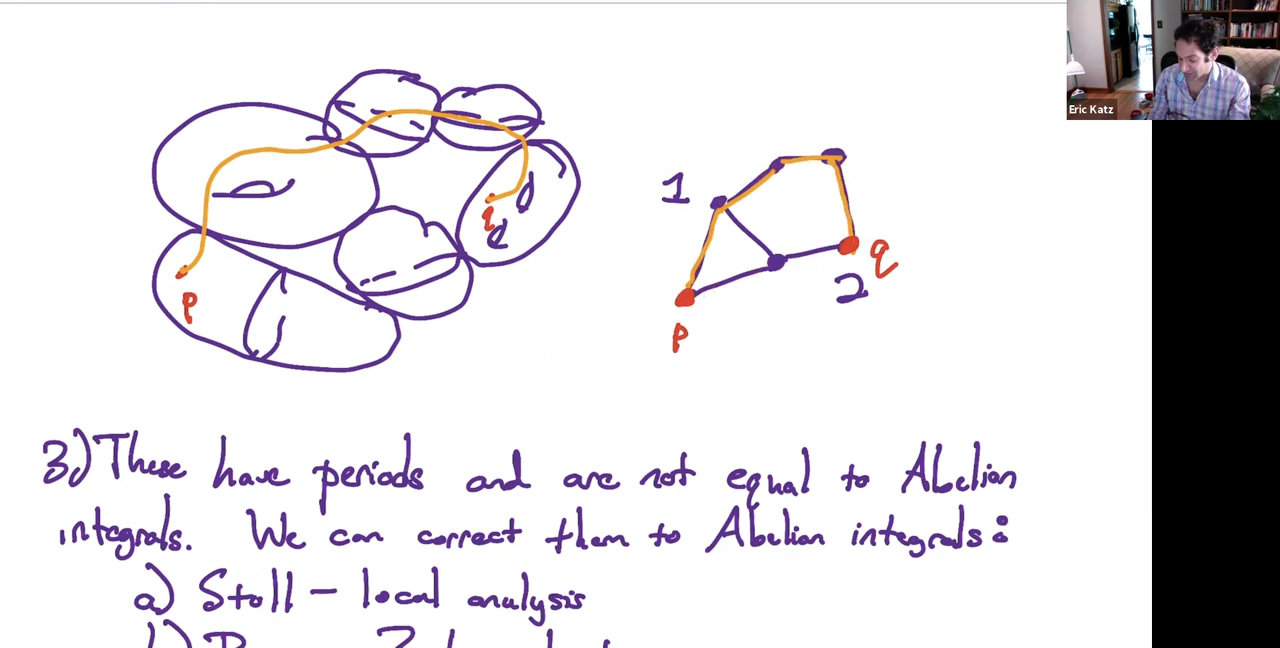 Eric Katz
1
q
q
2
p
p
3) These have periods and are not equal to Abelian
integrals. We can correct them to Abelian integrals:
a) Stoll – local analysis
b)